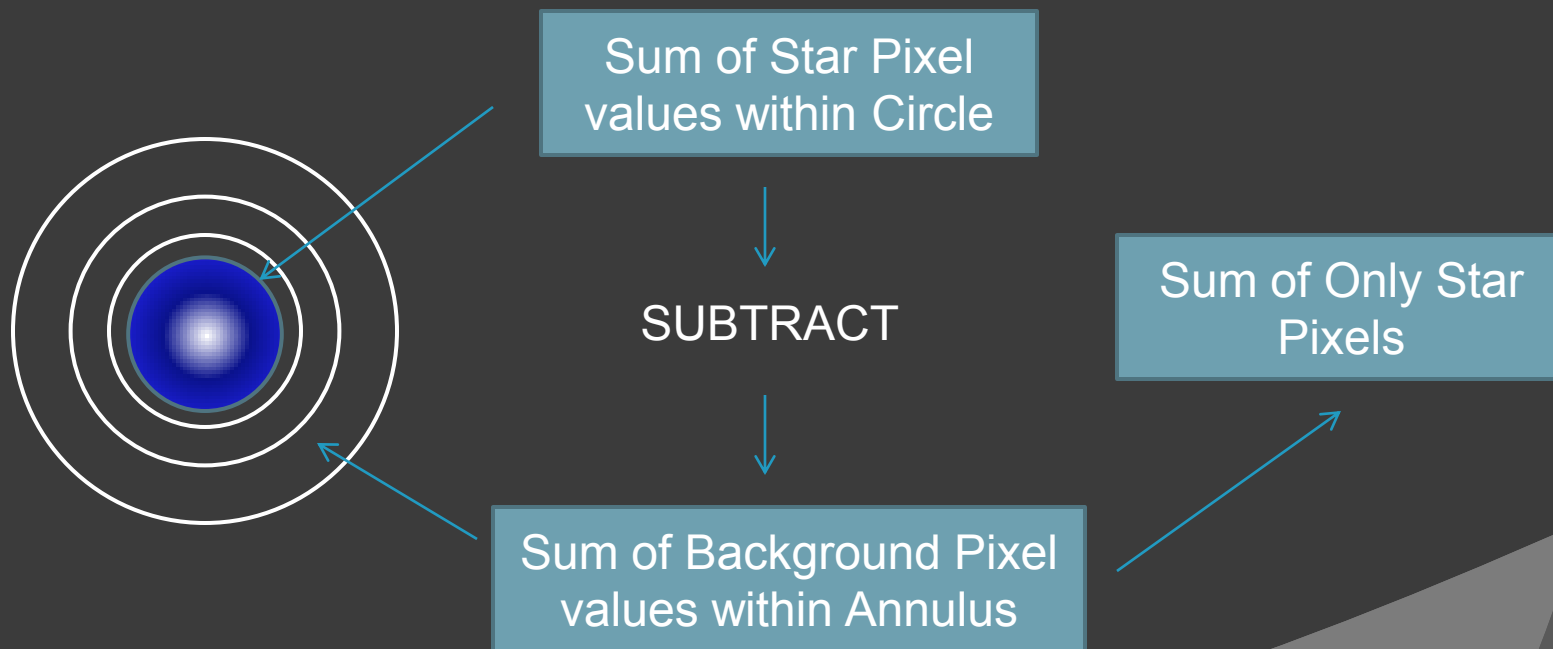 Sum of Star Pixel
values within Circle
SUBTRACT
Sum of Only Star
Pixels
Sum of Background Pixel
values within Annulus